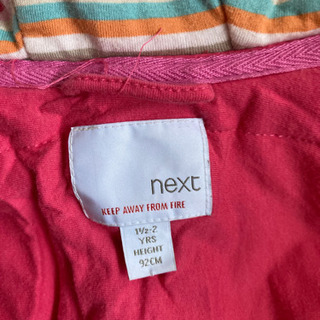 next
KEEP AWAY FROM FIRE
1½-2
YRS
HEIGHT
92CM